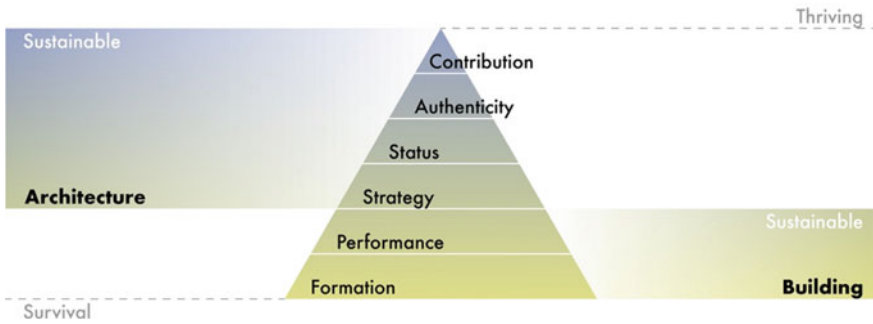 Thriving
Sustainable
Contribution
Authenticity
Status
Architecture
Strategy
Sustainable
Performance
Formation
Building
Survival